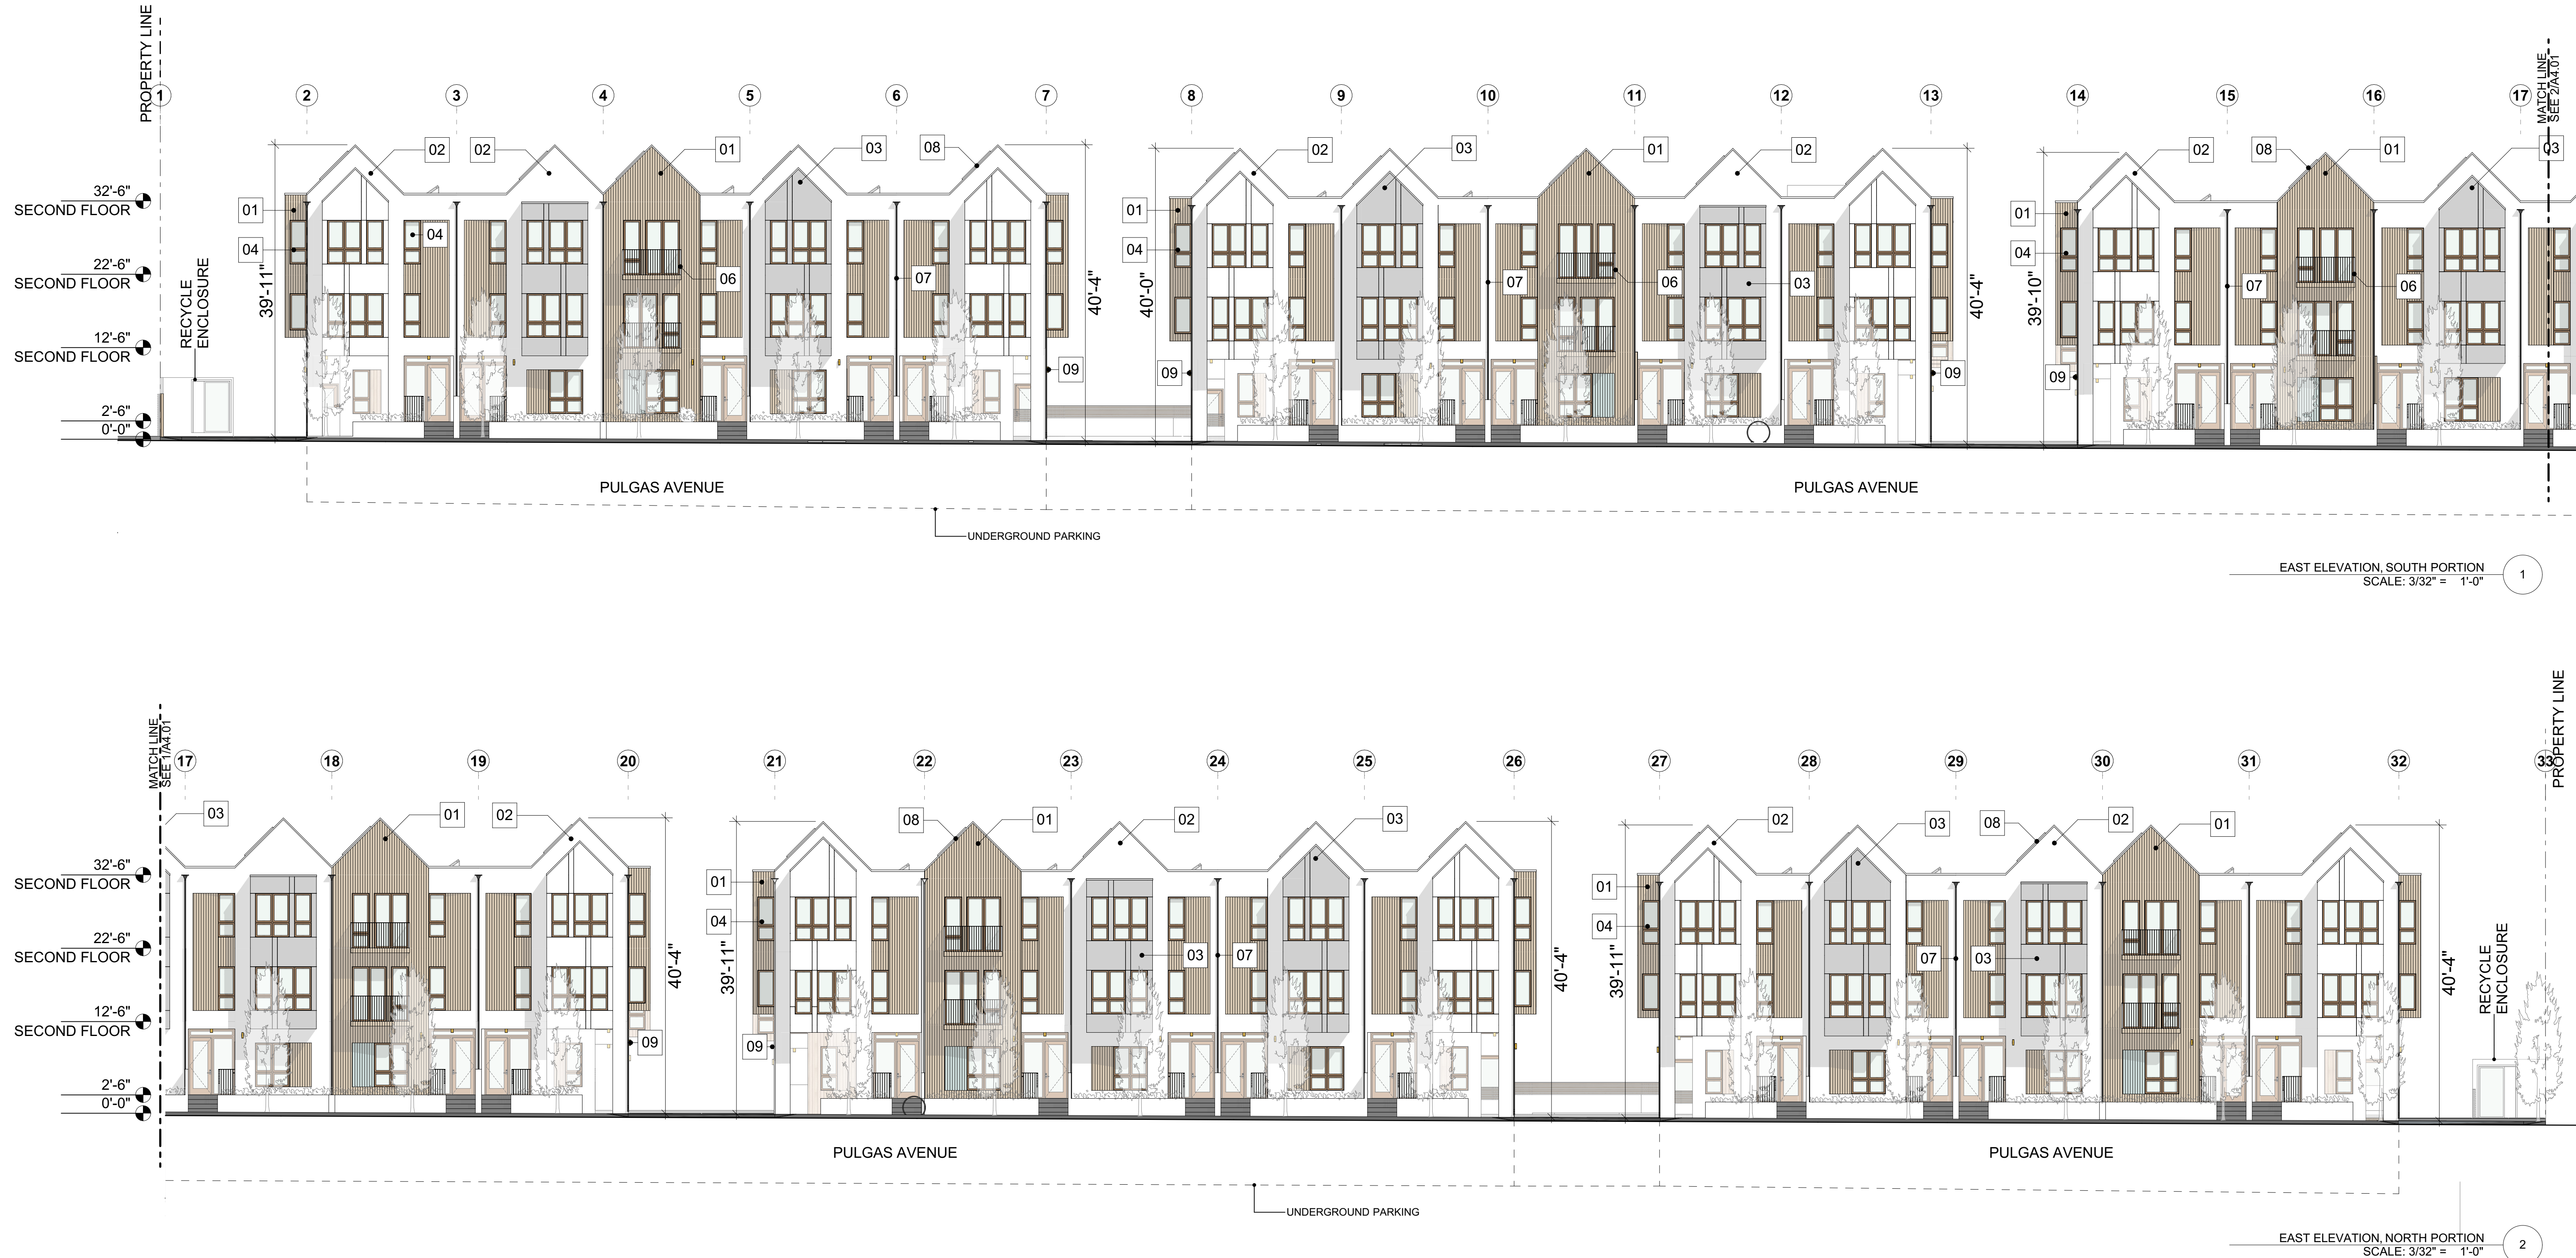 PROPERTY LINE
1 2 3 4 5 6 7 8 9 10 11 12 13 14 15 16 17
MATCH LINE
SEE 2/A4.01
02 02 01 03 08 02 03 01 02 02 08 01 03
32'-6"
SECOND FLOOR
01 01 01
04 04 04 04
22'-6"
SECOND FLOOR
06 07 07 06 03 07 06
RECYCLE
ENCLOSURE
39'-11"
40'-4"
40'-0"
40'-4"
39'-10"
12'-6"
SECOND FLOOR
09 09 09 09
2'-6"
0'-0"
PULGAS AVENUE
PULGAS AVENUE
UNDERGROUND PARKING
EAST ELEVATION, SOUTH PORTION
SCALE: 3/32" = 1'-0"
1
MATCH LINE
SEE 1/A4.01
PROPERTY LINE
17 18 19 20 21 22 23 24 25 26 27 28 29 30 31 32 33
03 01 02 08 01 02 03 02 03 08 02 01
32'-6"
SECOND FLOOR
01 01
04 04
22'-6"
SECOND FLOOR
03 07 07 03
40'-4"
39'-11"
40'-4"
39'-11"
40'-4"
RECYCLE
ENCLOSURE
12'-6"
SECOND FLOOR
09 09
2'-6"
0'-0"
PULGAS AVENUE
PULGAS AVENUE
UNDERGROUND PARKING
EAST ELEVATION, NORTH PORTION
SCALE: 3/32" = 1'-0"
2